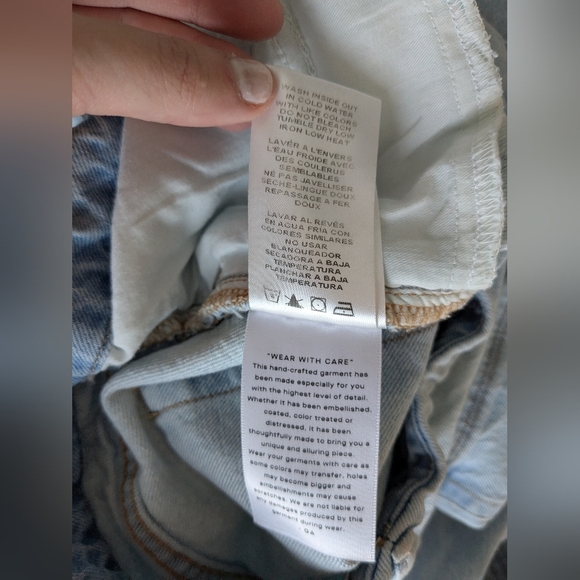 WASH INSIDE OUT
IN COLD WATER
WITH LIKE COLORS
DO NOT BLEACH
TUMBLE DRY LOW
IRON LOW HEAT
LAVER A L'ENVERS
L'EAU FROIDE AVEC
DES COULERUS
SEMBLABLES
NE PAS JAVELLISER
SECHE-LINGUE DOUX
REPASSAGE A FER
DOUX
LAVAR AL REVÉS
EN AGUA FRIA CON
COLORES SIMILARES
NO USAR
BLANQUEADOR
SECADORA A BAJA
TEMPERATURA
PLANCHAR A BAJA
TEMPERATURA
"WEAR WITH CARE"
This hand-crafted garment has
been made especially for you
with the highest level of detail.
Whether it has been embellished,
coated, color treated or
distressed, it has been
thoughtfully made to bring you a
unique and alluring piece.
Wear your garments with care as
some colors may transfer, holes
may become bigger and
embellishments may cause
scratches. We are not liable for
any damages produced by this
garment during wear.
- GA